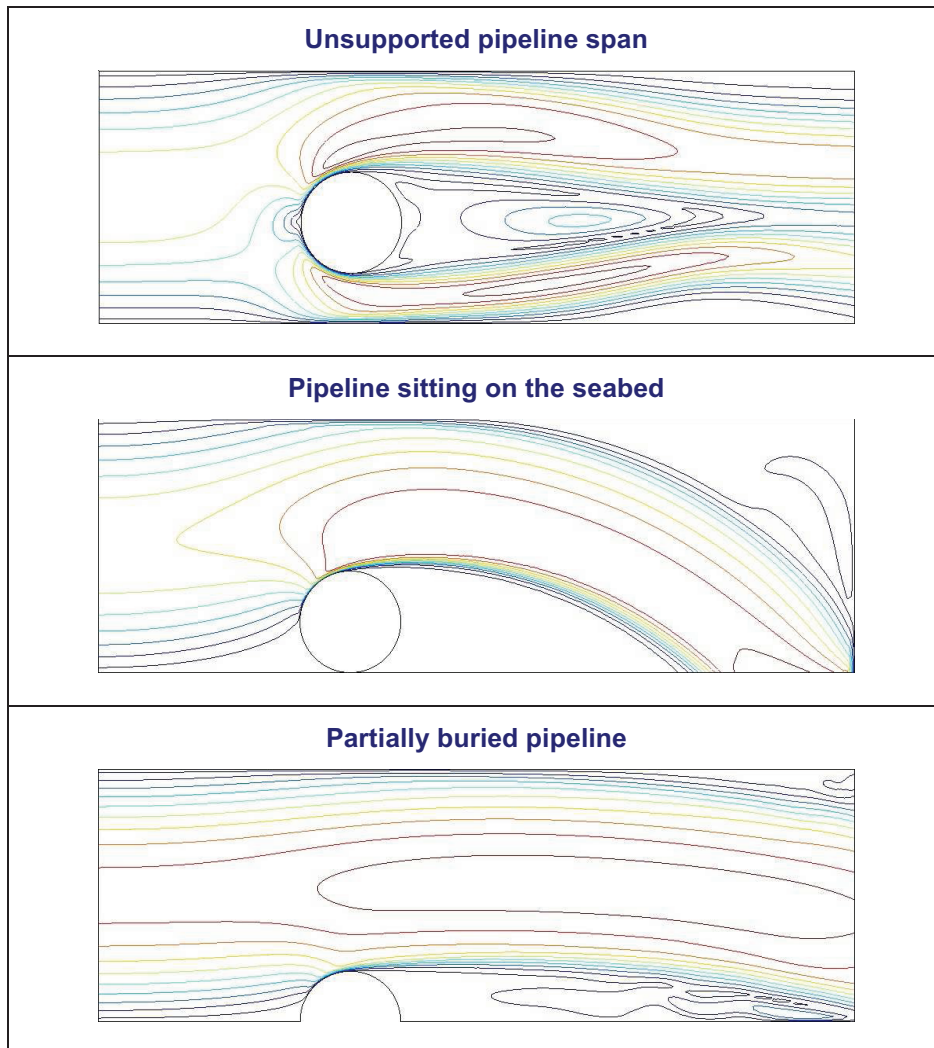 Unsupported pipeline span
Pipeline sitting on the seabed
Partially buried pipeline